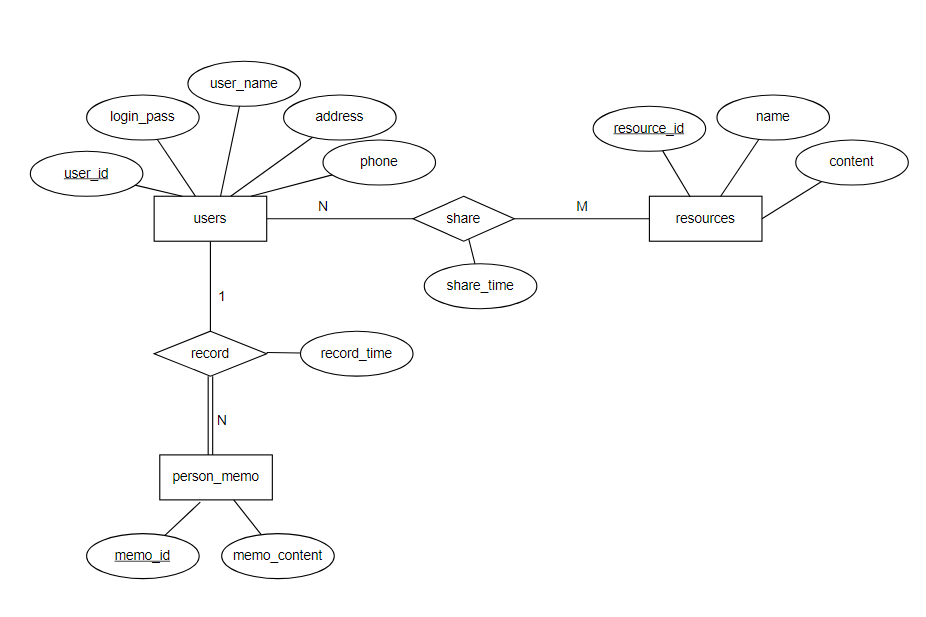 user_name
login_pass
address
resource_id
name
user_id
phone
content
users
N
share
M
resources
share_time
1
record
record_time
N
person_memo
memo_id
memo_content